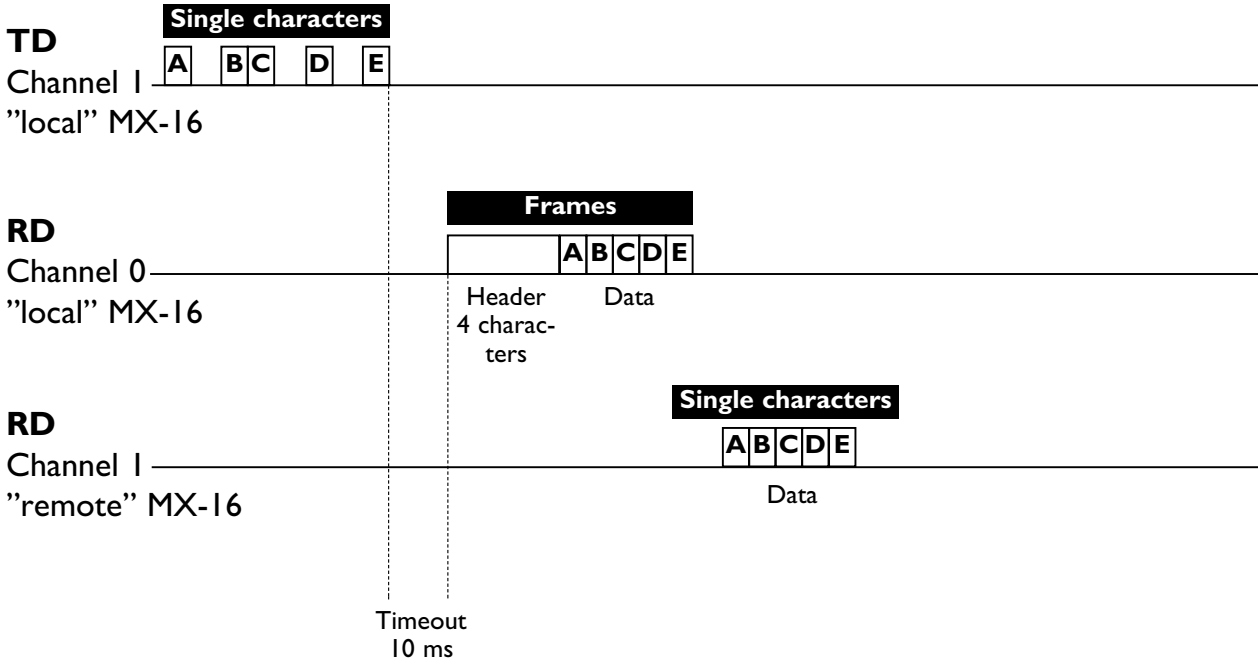 Single characters
TD
A B C D E
Channel 1
”local” MX-16
Frames
RD
A B C D E
Channel 0
”local” MX-16
Header Data
4 charac-
ters
Single characters
RD
A B C D E
Channel 1
”remote” MX-16
Data
Timeout
10 ms